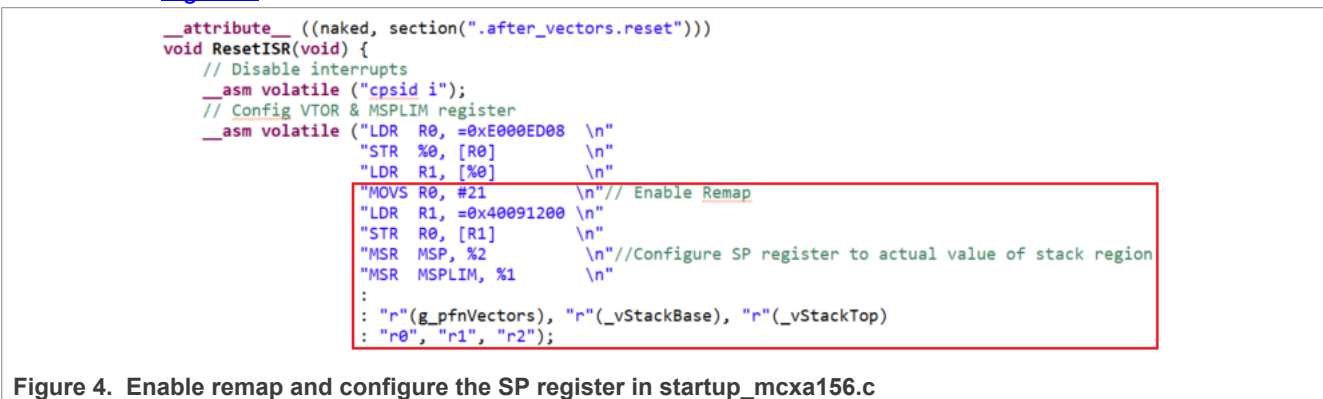 __attribute__ ((naked, section(".after_vectors.reset")))
void ResetISR(void) {
// Disable interrupts
__asm volatile ("cpsid i");
// Config VTOR & MSPLIM register
__asm volatile ("LDR R0, =0xE000ED08 \n"
"STR %0, [R0] \n"
"LDR R1, [%0] \n"
"MOVS R0, #21 \n"// Enable Remap
"LDR R1, =0x40091200 \n"
"STR R0, [R1] \n"
"MSR MSP, %2 \n"//Configure SP register to actual value of stack region
"MSR MSPLIM, %1 \n"
:
: "r"(g_pfnVectors), "r"(_vStackBase), "r"(_vStackTop)
: "r0", "r1", "r2");
Figure 4. Enable remap and configure the SP register in startup_mcxa156.c